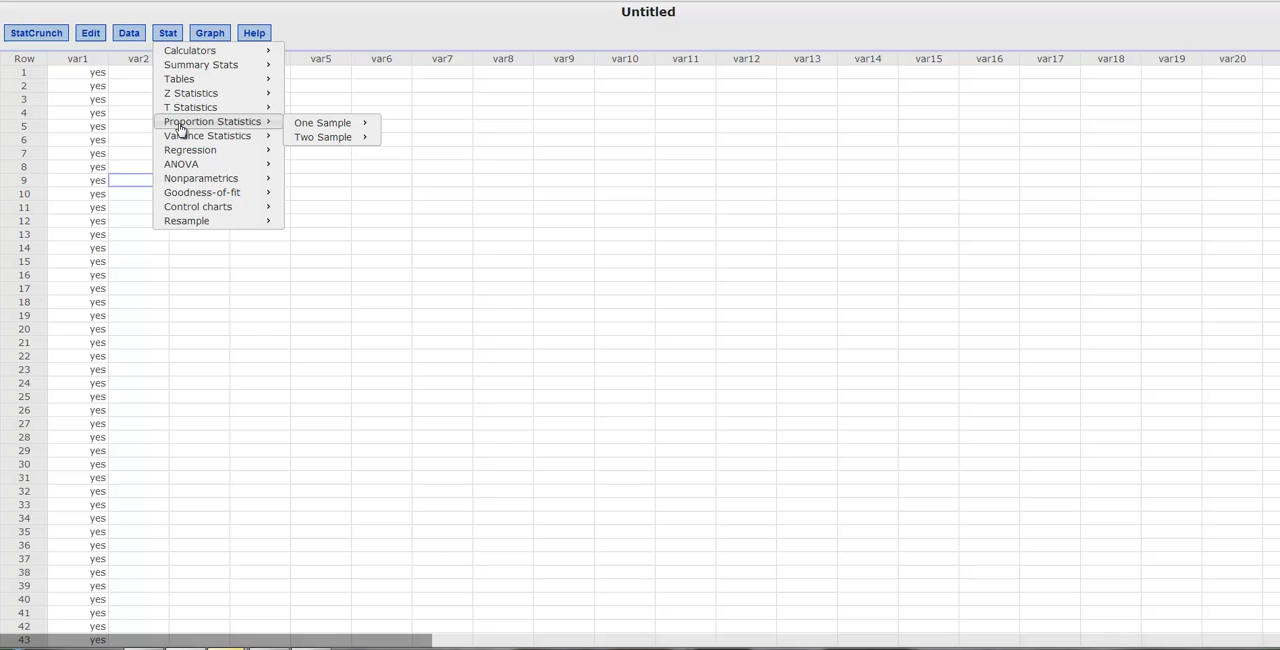 Untitled
StatCrunch Edit Data Stat Graph Help
Calculators
Summary Stats
Tables
Z Statistics
T Statistics
Proportion Statistics
Variance Statistics
Regression
ANOVA
Nonparametrics
Goodness-of-fit
Control charts
Resample
One Sample
Two Sample
Row var1 var2 var5 var6 var7 var8 var9 var10 var11 var12 var13 var14 var15 var16 var17 var18 var19 var20
1 yes
2 yes
3 yes
4 yes
5 yes
6 yes
7 yes
8 yes
9 yes
10 yes
11 yes
12 yes
13 yes
14 yes
15 yes
16 yes
17 yes
18 yes
19 yes
20 yes
21 yes
22 yes
23 yes
24 yes
25 yes
26 yes
27 yes
28 yes
29 yes
30 yes
31 yes
32 yes
33 yes
34 yes
35 yes
36 yes
37 yes
38 yes
39 yes
40 yes
41 yes
42 yes
43 yes